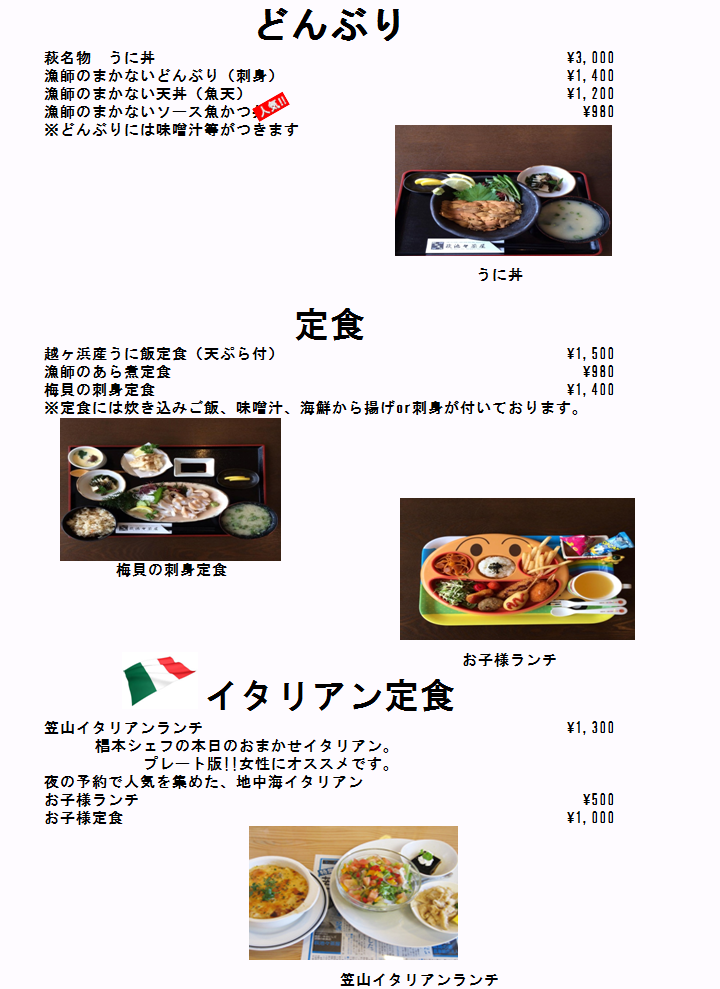 どんぶり
萩名物　うに丼 ¥3,000
漁師のまかないどんぶり（刺身） ¥1,400
漁師のまかない天丼（魚天） ¥1,200
漁師のまかないソース魚かつ 人気!! ¥980
※どんぶりには味噌汁等がつきます
うに丼
定食
越ヶ浜産うに飯定食（天ぷら付） ¥1,500
漁師のあら煮定食 ¥980
梅貝の刺身定食 ¥1,400
※定食には炊き込みご飯、味噌汁、海鮮から揚げor刺身が付いております。
梅貝の刺身定食
お子様ランチ
イタリアン定食
笠山イタリアンランチ ¥1,300
椙本シェフの本日のおまかせイタリアン。
プレート版!!女性にオススメです。
夜の予約で人気を集めた、地中海イタリアン
お子様ランチ ¥500
お子様定食 ¥1,000
笠山イタリアンランチ